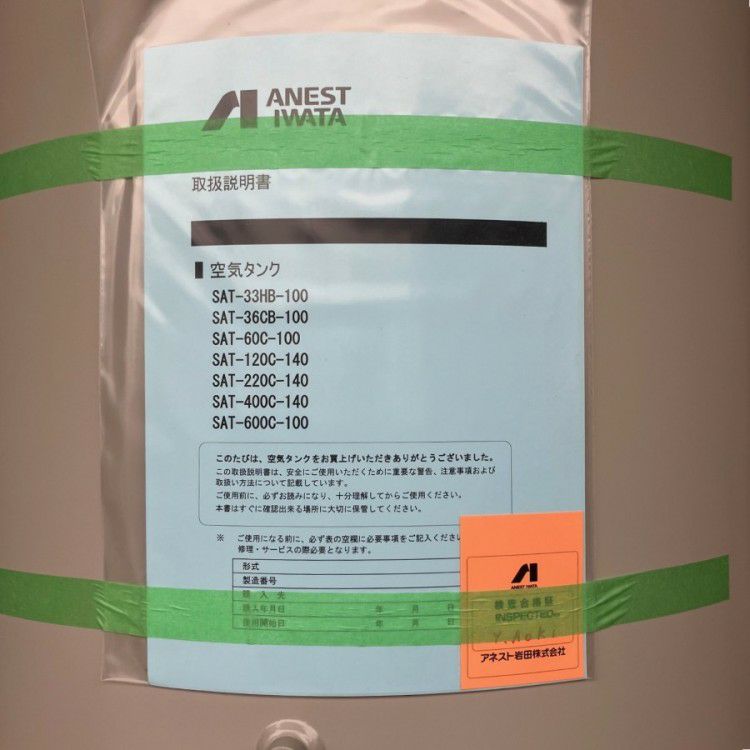 ANEST
IWATA
取扱説明書
空気タンク
SAT-33HB-100
SAT-36CB-100
SAT-60C-100
SAT-120C-140
SAT-220C-140
SAT-400C-140
SAT-600C-100
このたびは、空気タンクをお買上げいただきありがとうございました。
この取扱説明書は、安全にご使用いただくために重要な警告、注意事項および
取扱い方法について記載しています。
ご使用前に、必ずお読みになり、十分理解してからご使用ください。
本書はすぐに確認出来る場所に大切に保管してください。
※ ご使用になる前に、必ず表の空欄に必要事項をご記入くださ
修理・サービスの際必要となります。
形式
製造番号
購入先
購入年月日 年 月 日
使用開始日 年 月 日
ANEST IWATA
検査合格証
INSPECTED
Y.Aoki
アネスト岩田株式会社